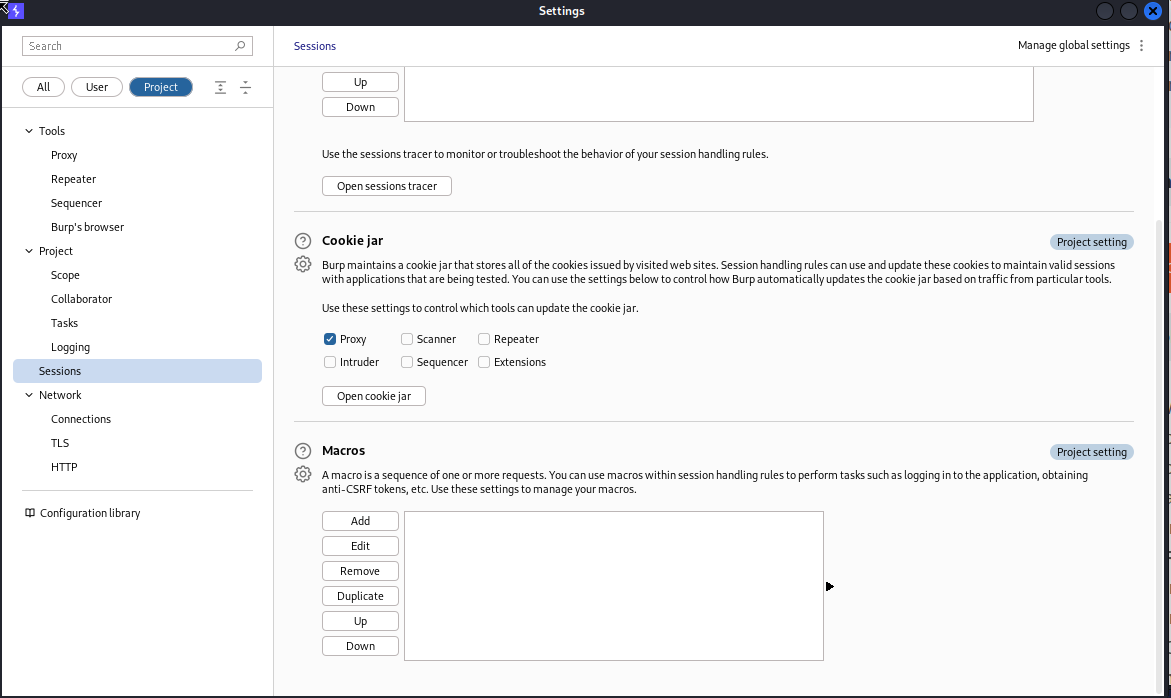 Settings
Search
Sessions
Manage global settings
All
User
Project
Tools
Proxy
Repeater
Sequencer
Burp's browser
Project
Scope
Collaborator
Tasks
Logging
Sessions
Network
Connections
TLS
HTTP
Configuration library
Up
Down
Use the sessions tracer to monitor or troubleshoot the behavior of your session handling rules.
Open sessions tracer
Cookie jar
Project setting
Burp maintains a cookie jar that stores all of the cookies issued by visited web sites. Session handling rules can use and update these cookies to maintain valid sessions
with applications that are being tested. You can use the settings below to control how Burp automatically updates the cookie jar based on traffic from particular tools.
Use these settings to control which tools can update the cookie jar.
Proxy
Scanner
Repeater
Intruder
Sequencer
Extensions
Open cookie jar
Macros
Project setting
A macro is a sequence of one or more requests. You can use macros within session handling rules to perform tasks such as logging in to the application, obtaining
anti-CSRF tokens, etc. Use these settings to manage your macros.
Add
Edit
Remove
Duplicate
Up
Down